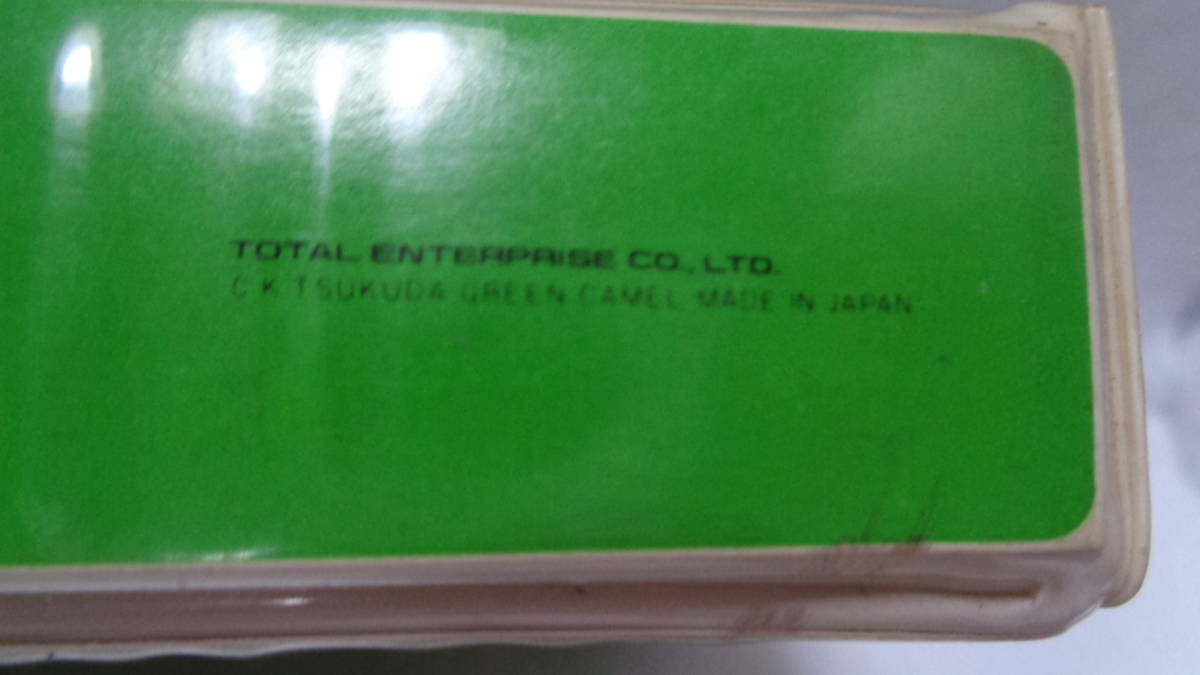 TOTAL ENTERPRISE CO., LTD.
C K TSUKUDA GREEN CAMEL MADE IN JAPAN